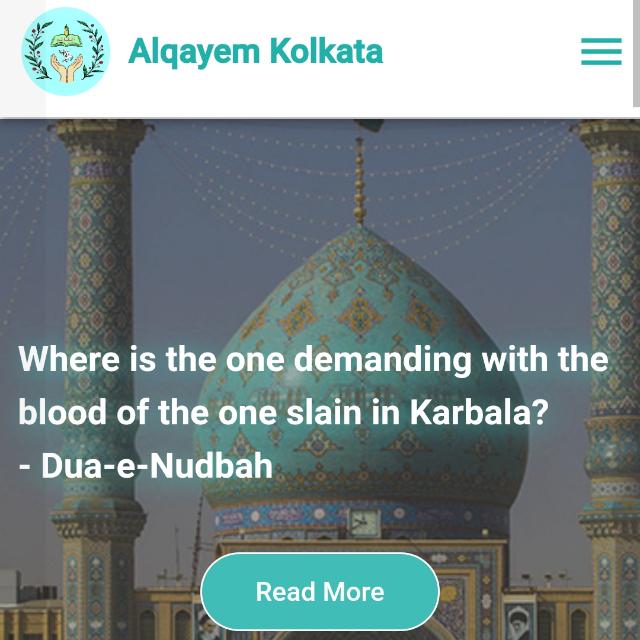 Alqayem Kolkata
Where is the one demanding with the
blood of the one slain in Karbala?
- Dua-e-Nudbah
Read More